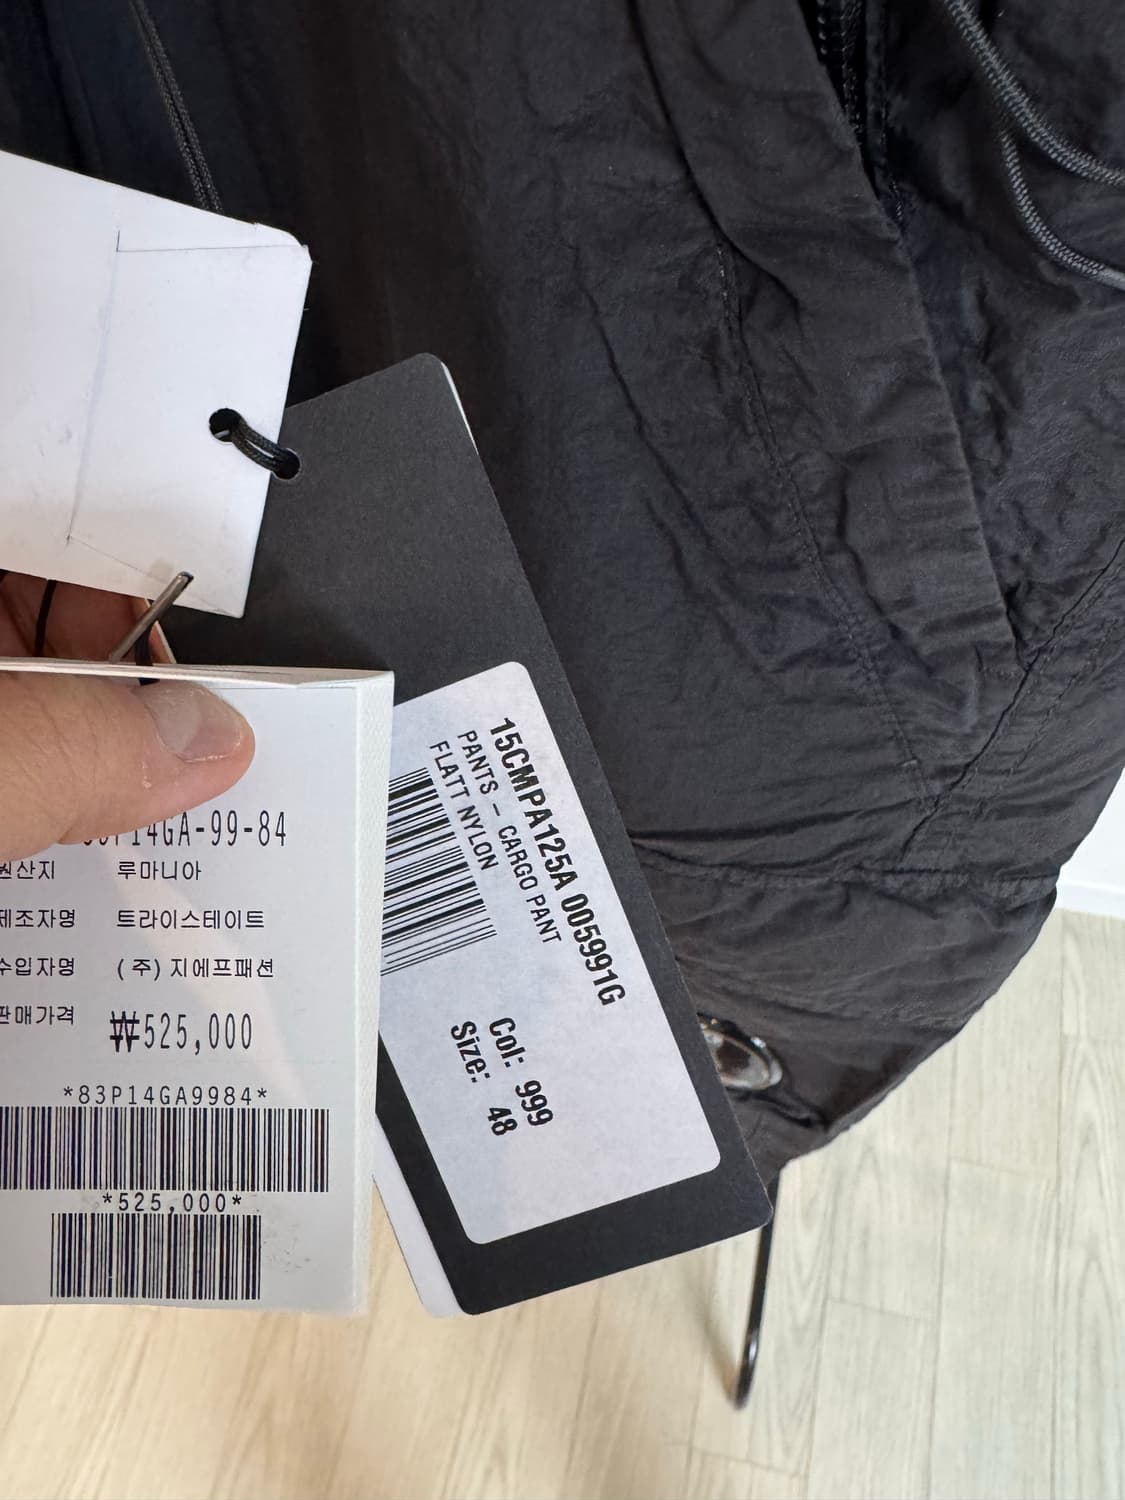 14GA-99-84
원산지 루마니아
제조자명 트라이스테이트
수입자명 (주)지에프패션
판매가격 ₩525,000
*83P14GA9984*
*525,000*
15CMPA125A 005991G
PANTS - CARGO PANT
FLATT NYLON
Col: 999
Size: 48